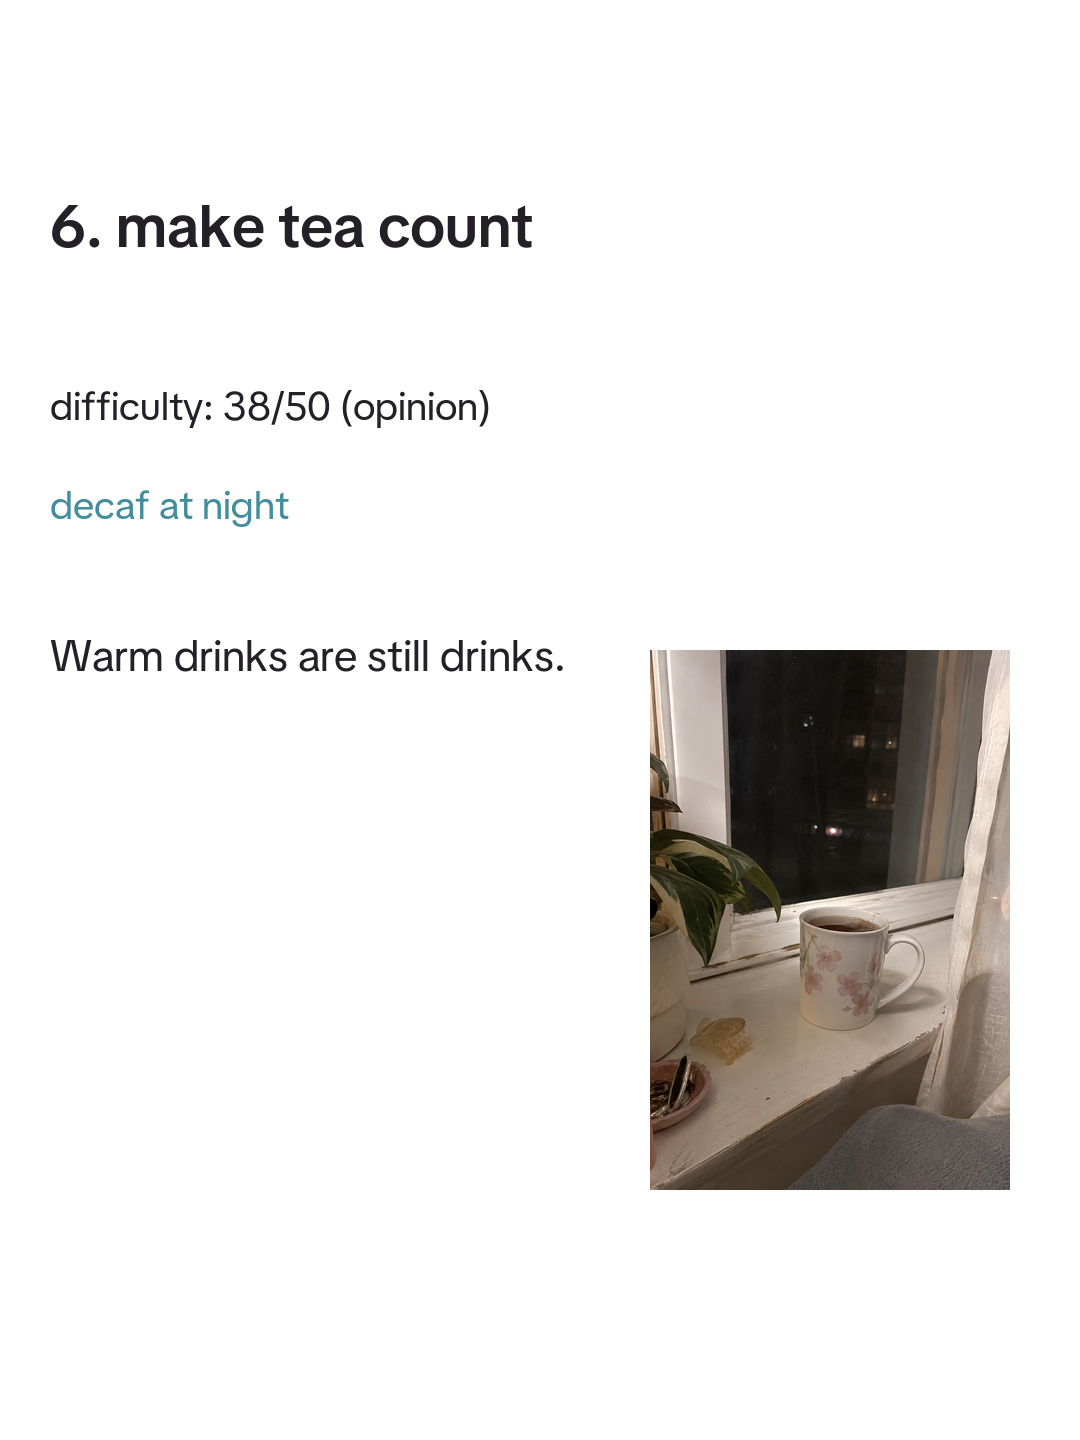 6. make tea count
difficulty: 38/50 (opinion)
decaf at night
Warm drinks are still drinks.